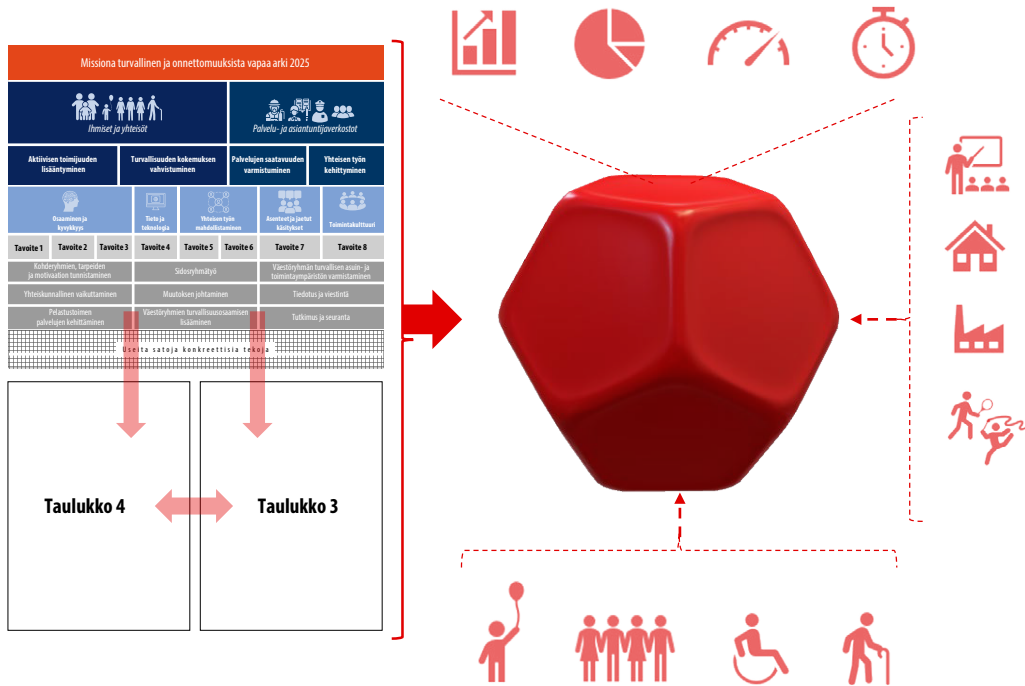 Missiona turvallinen ja onnettomuuksista vapaa arki 2025
Ihmiset ja yhteisöt
Palvelu- ja asiantuntijaverkostot
Aktiivisen toimijuuden
lisääntyminen
Turvallisuuden kokemuksen
vahvistuminen
Palvelujen saatavuuden
varmistuminen
Yhteisen työn
kehittyminen
Osaaminen ja
kyvykkyys
Tieto ja
teknologia
Yhteisen työn
mahdollistaminen
Asenteet ja jaetut
käsitykset
Toimintakulttuuri
Tavoite 1
Tavoite 2
Tavoite 3
Tavoite 4
Tavoite 5
Tavoite 6
Tavoite 7
Tavoite 8
Kohderyhmien, tarpeiden
ja motivaation tunnistaminen
Sidosryhmätyö
Väestöryhmän turvallisen asuin- ja
toimintaympäristön varmistaminen
Yhteiskunnallinen vaikuttaminen
Muutoksen johtaminen
Tiedotus ja viestintä
Pelastustoimen
palvelujen kehittäminen
Väestöryhmien turvallisuusosaamisen
lisääminen
Tutkimus ja seuranta
Useita satoja konkreettisia tekoja
Taulukko 4
Taulukko 3